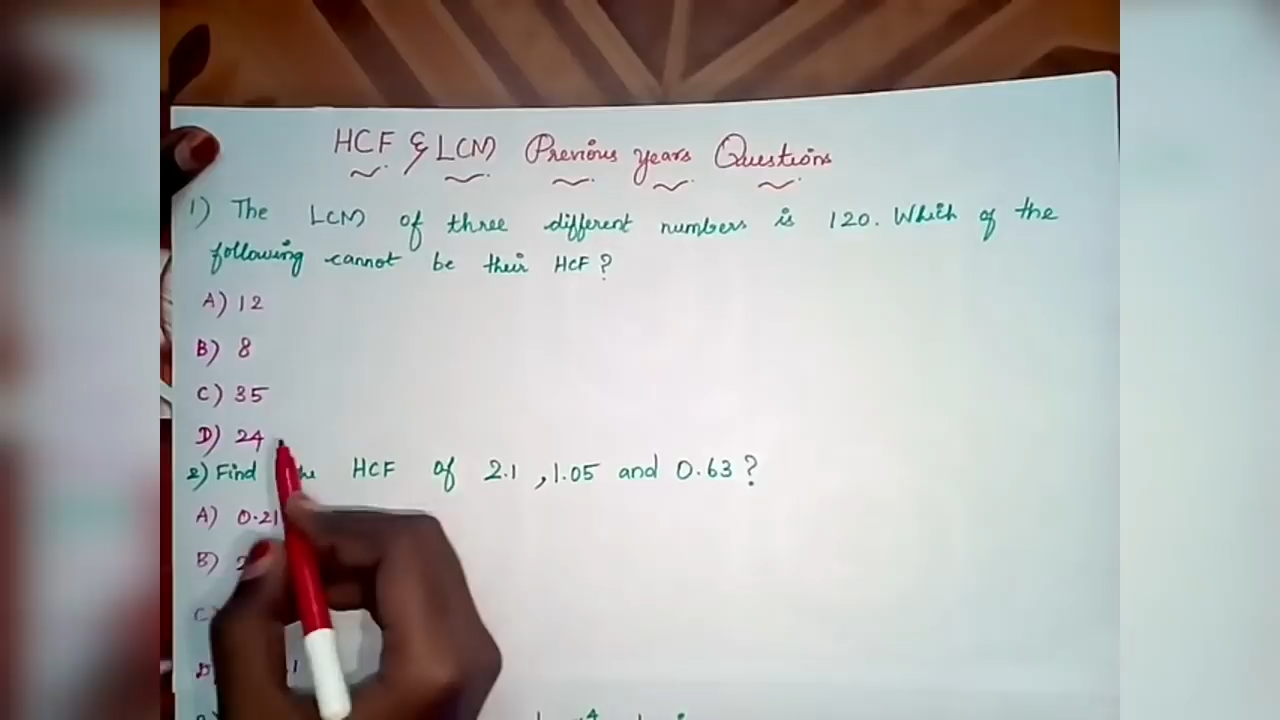 HCF & LCM Previous years Questions
1) The LCM of three different numbers is 120. Which of the
following cannot be their HCF?
A) 12
B) 8
C) 35
D) 24
2) Find HCF of 2.1 , 1.05 and 0.63?
A) 0.21
B)